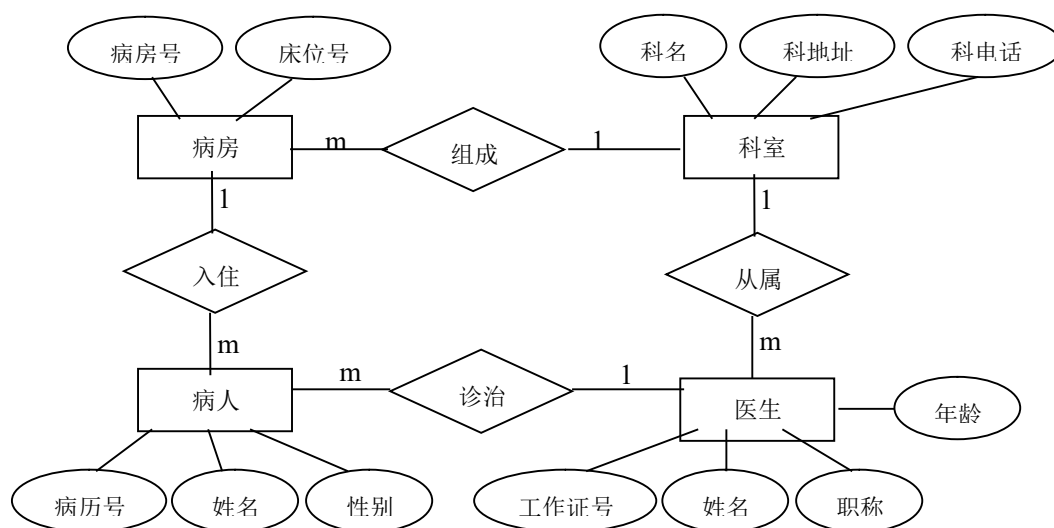 病房号 床位号 科名 科地址 科电话
病房 m 组成 1 科室
1 1
入住 从属
m m
病人 m 诊治 1 医生 年龄
病历号 姓名 性别 工作证号 姓名 职称